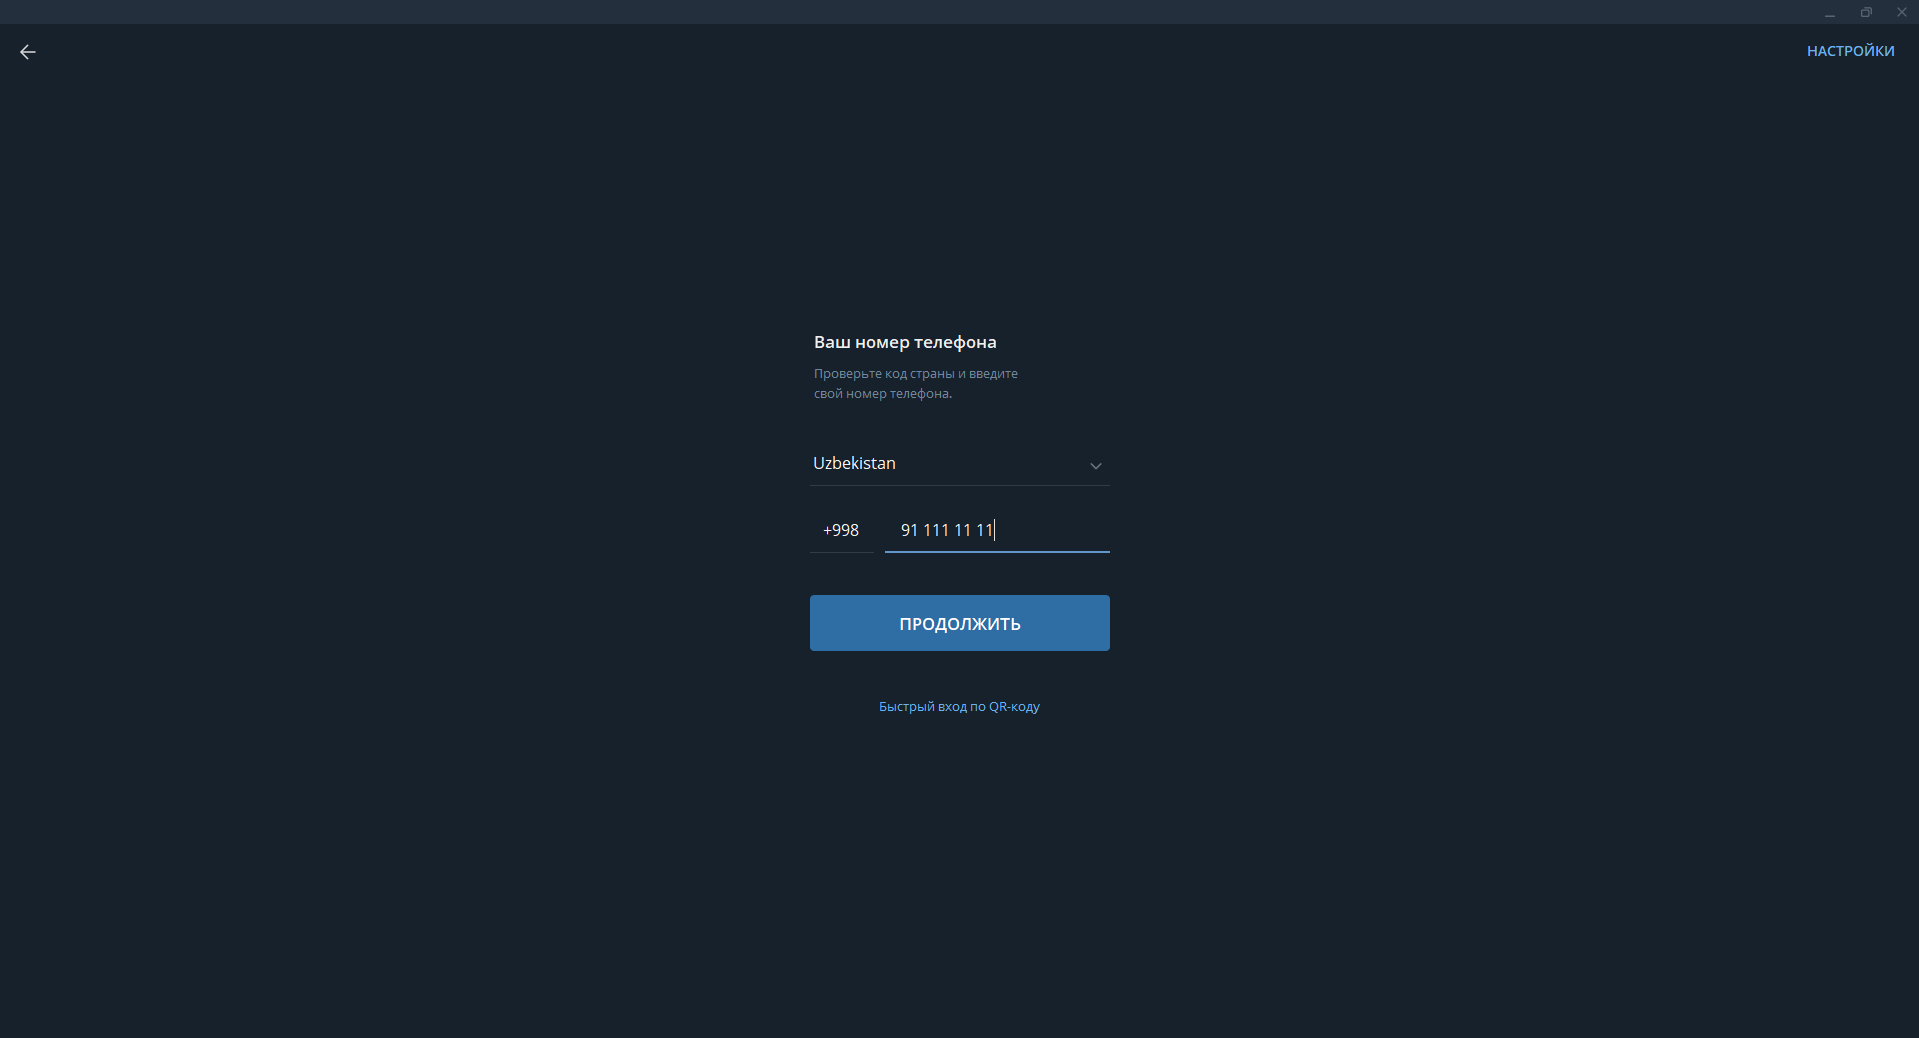 НАСТРОЙКИ
Ваш номер телефона
Проверьте код страны и введите
свой номер телефона.
Uzbekistan
+998 91 111 11 11
ПРОДОЛЖИТЬ
Быстрый вход по QR-коду